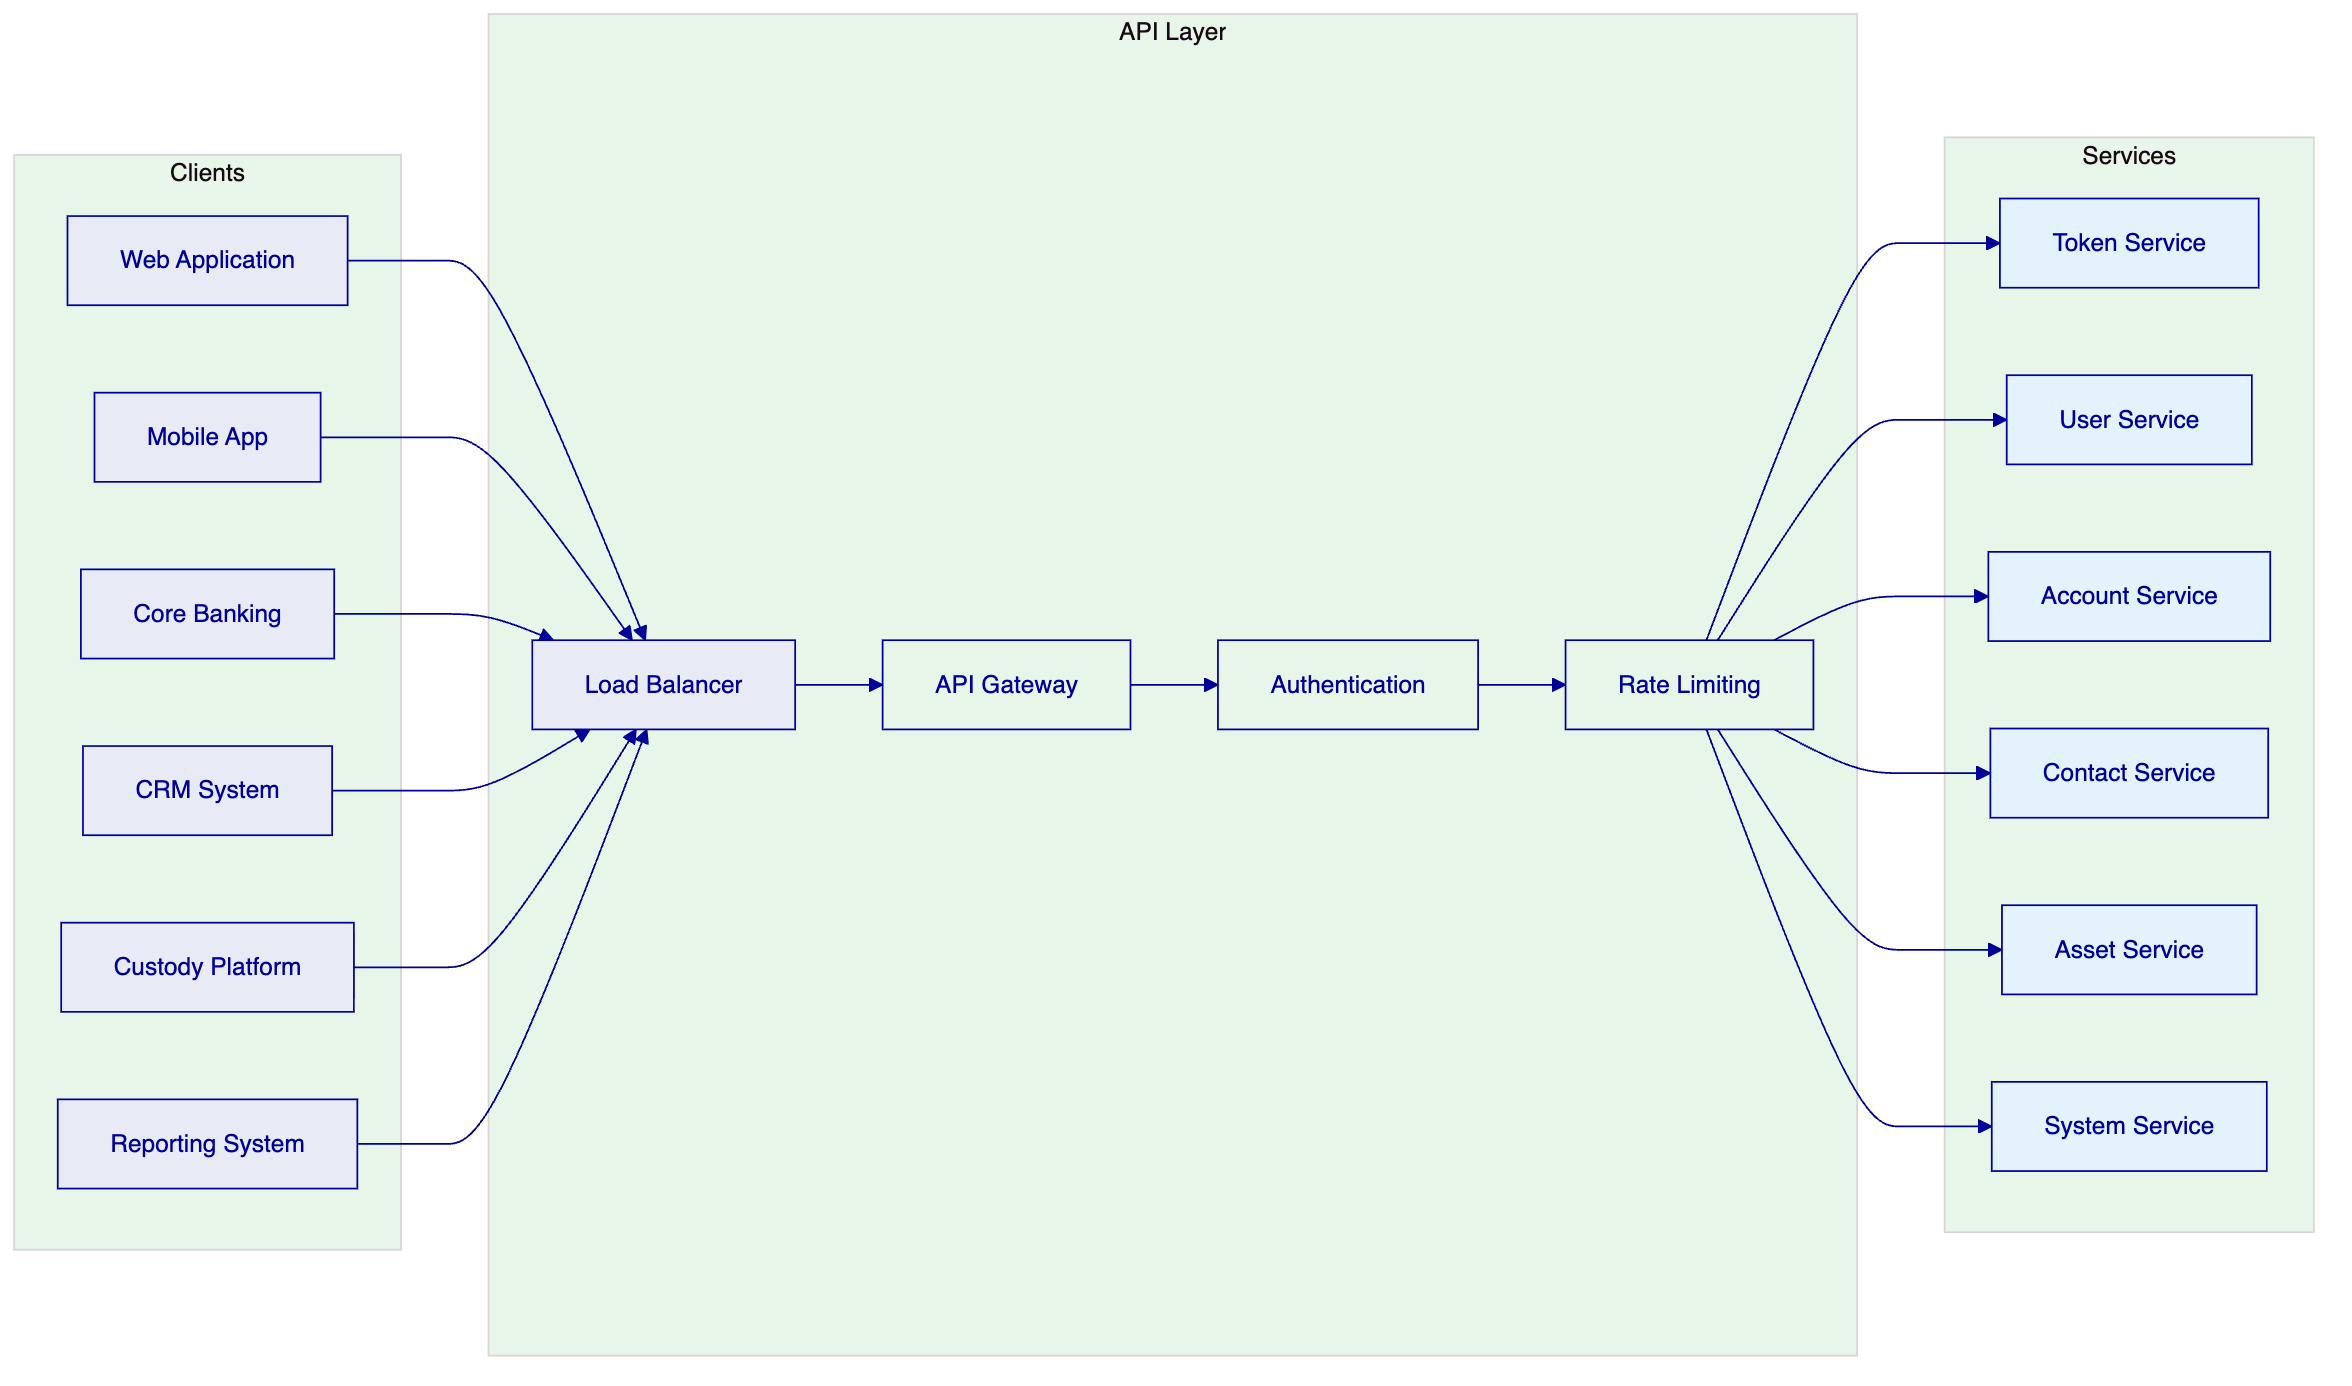 API Layer
Clients
Web Application
Mobile App
Core Banking
CRM System
Custody Platform
Reporting System
Load Balancer
API Gateway
Authentication
Rate Limiting
Services
Token Service
User Service
Account Service
Contact Service
Asset Service
System Service